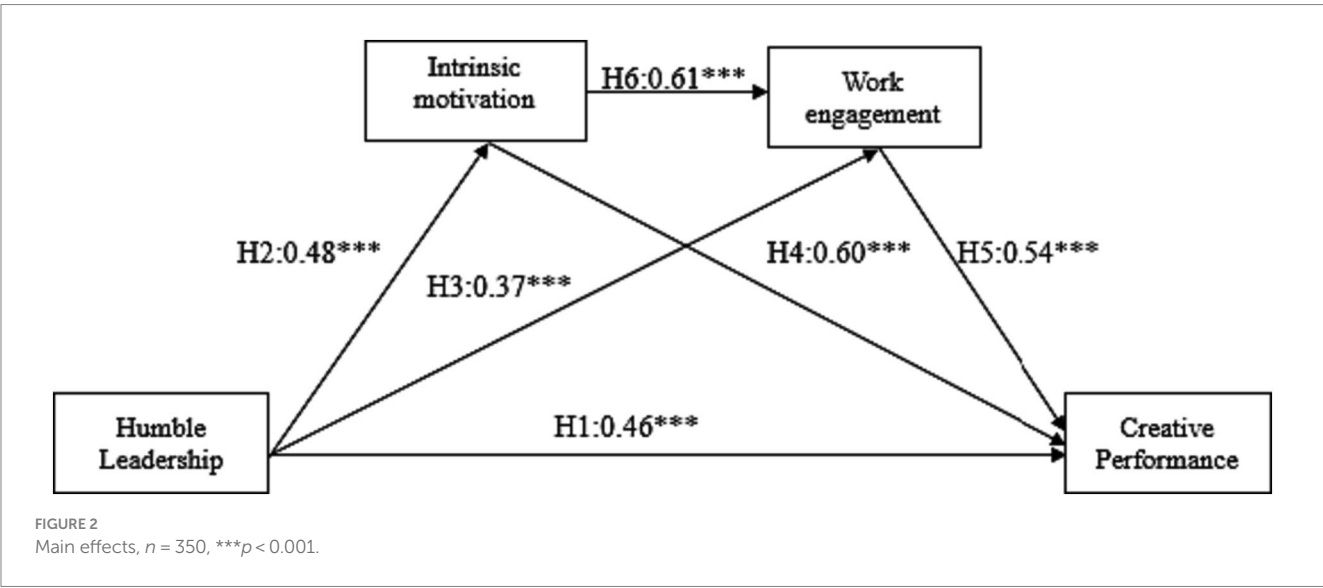 Intrinsic
motivation
H6:0.61***
Work
engagement
H2:0.48***
H3:0.37***
H4:0.60***
H5:0.54***
Humble
Leadership
H1:0.46***
Creative
Performance
FIGURE 2
Main effects, n = 350, ***p < 0.001.